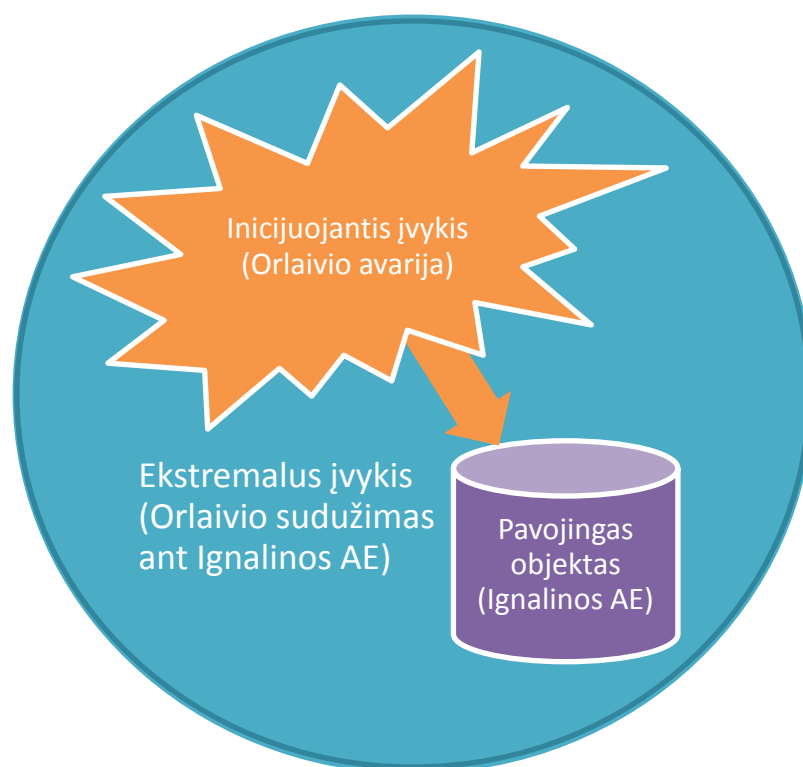 Inicijuojantis įvykis
(Orlaivio avarija)
Ekstremalus įvykis
(Orlaivio sudužimas
ant Ignalinos AE)
Pavojingas
objektas
(Ignalinos AE)